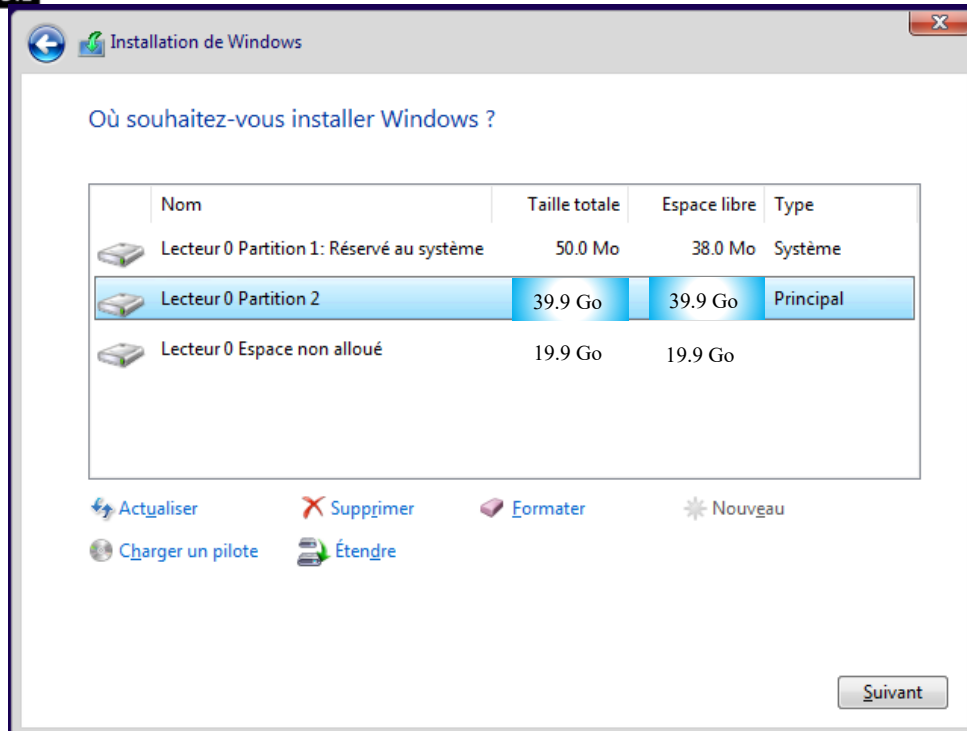 Installation de Windows
Où souhaitez-vous installer Windows ?
Nom Taille totale Espace libre Type
Lecteur 0 Partition 1: Réservé au système 50.0 Mo 38.0 Mo Système
Lecteur 0 Partition 2 39.9 Go 39.9 Go Principal
Lecteur 0 Espace non alloué 19.9 Go 19.9 Go
Actualiser Supprimer Formater Nouveau
Charger un pilote Étendre
Suivant